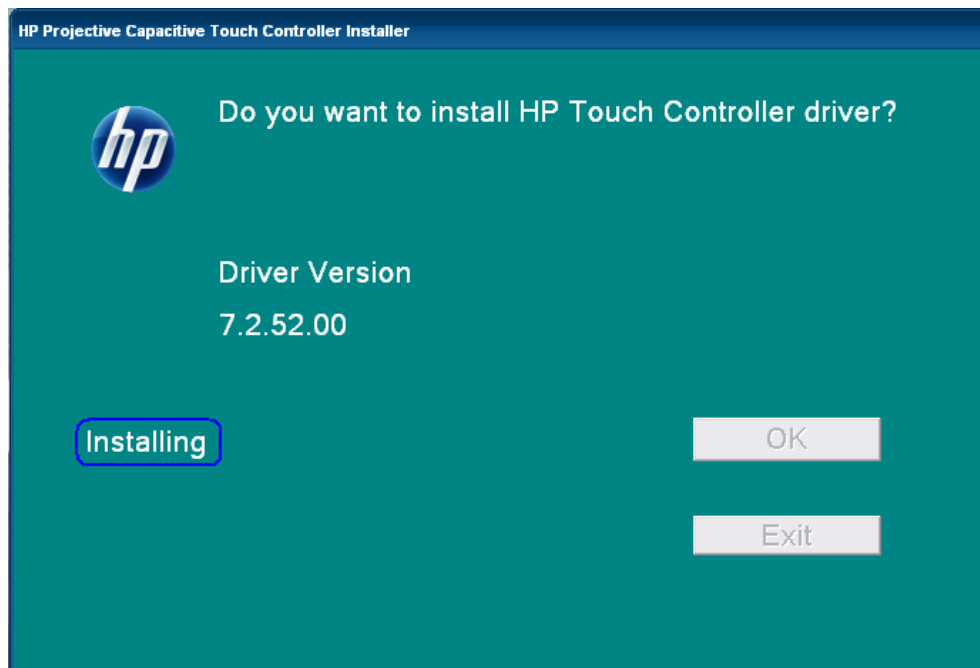 HP Projective Capacitive Touch Controller Installer
hp
Do you want to install HP Touch Controller driver?
Driver Version
7.2.52.00
Installing
OK
Exit